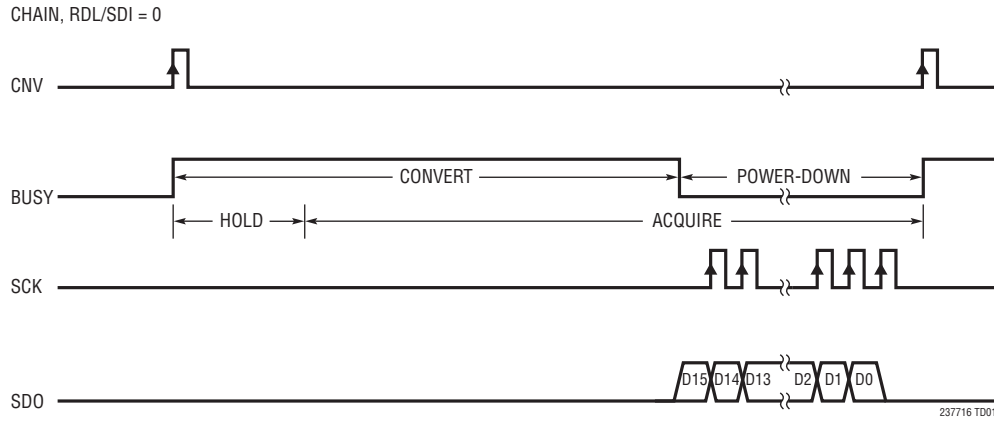 CHAIN, RDL/SDI = 0
CNV
BUSY
CONVERT
POWER-DOWN
HOLD
ACQUIRE
SCK
SDO
D15 D14 D13 D2 D1 D0
237716 TD01